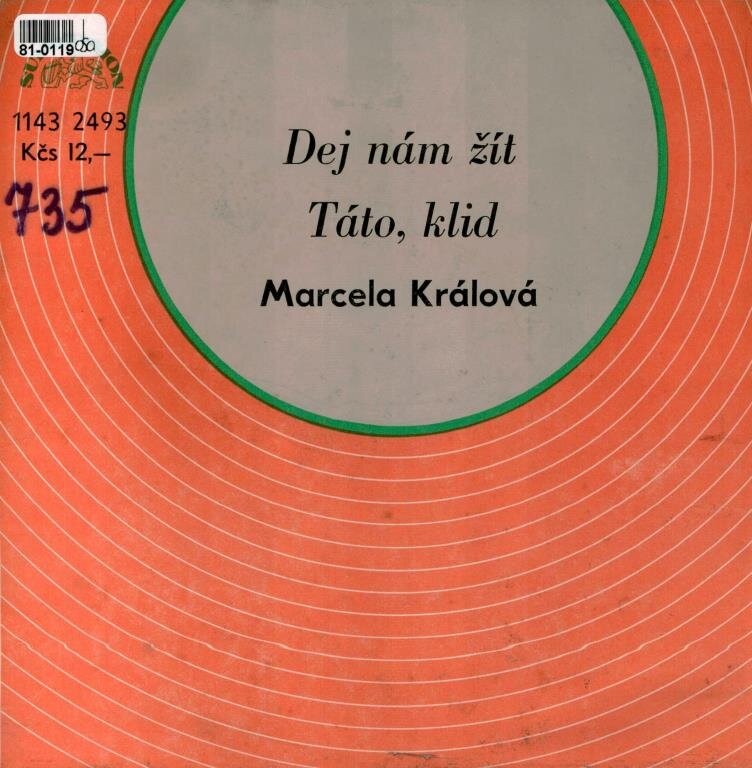 81-0119
SUPRAPHON
1143 2493
Kčs 12,—
735
Dej nám žít
Táto, klid
Marcela Králová